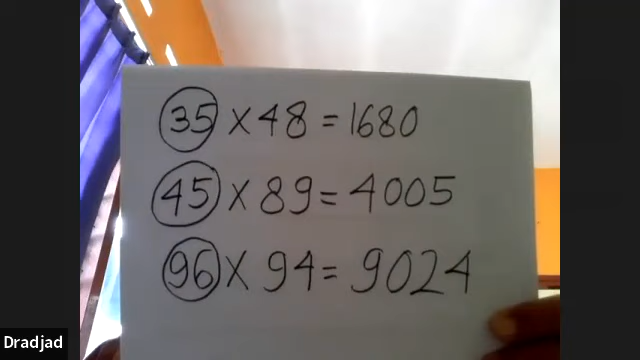 35 × 48 = 1680
45 × 89 = 4005
96 × 94 = 9024
Dradjad